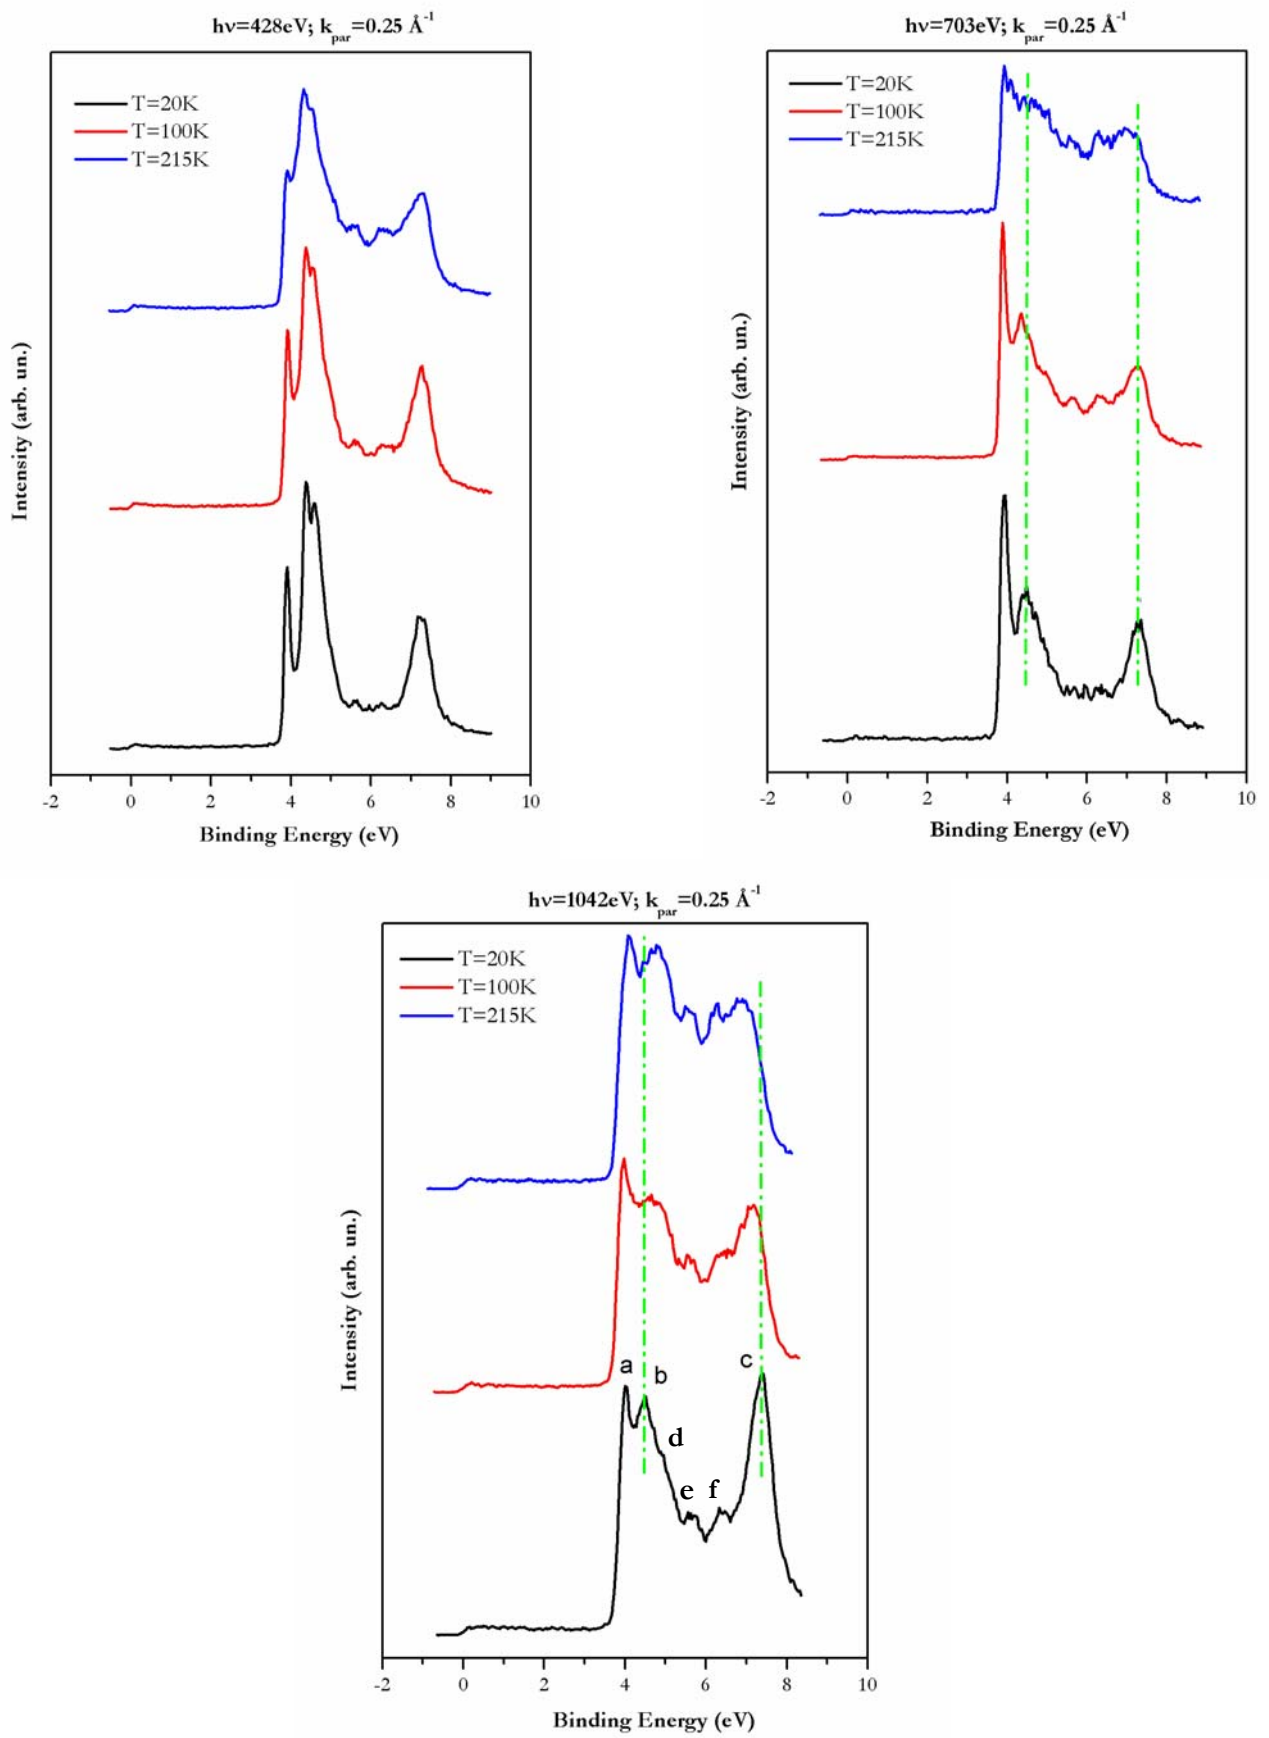 hν=428eV; kpar=0.25 Å-1
T=20K
T=100K
T=215K
Intensity (arb. un.)
-2 0 2 4 6 8 10
Binding Energy (eV)
hν=703eV; kpar=0.25 Å-1
T=20K
T=100K
T=215K
Intensity (arb. un.)
-2 0 2 4 6 8 10
Binding Energy (eV)
hν=1042eV; kpar=0.25 Å-1
T=20K
T=100K
T=215K
Intensity (arb. un.)
a
b
c
d
e f
-2 0 2 4 6 8 10
Binding Energy (eV)